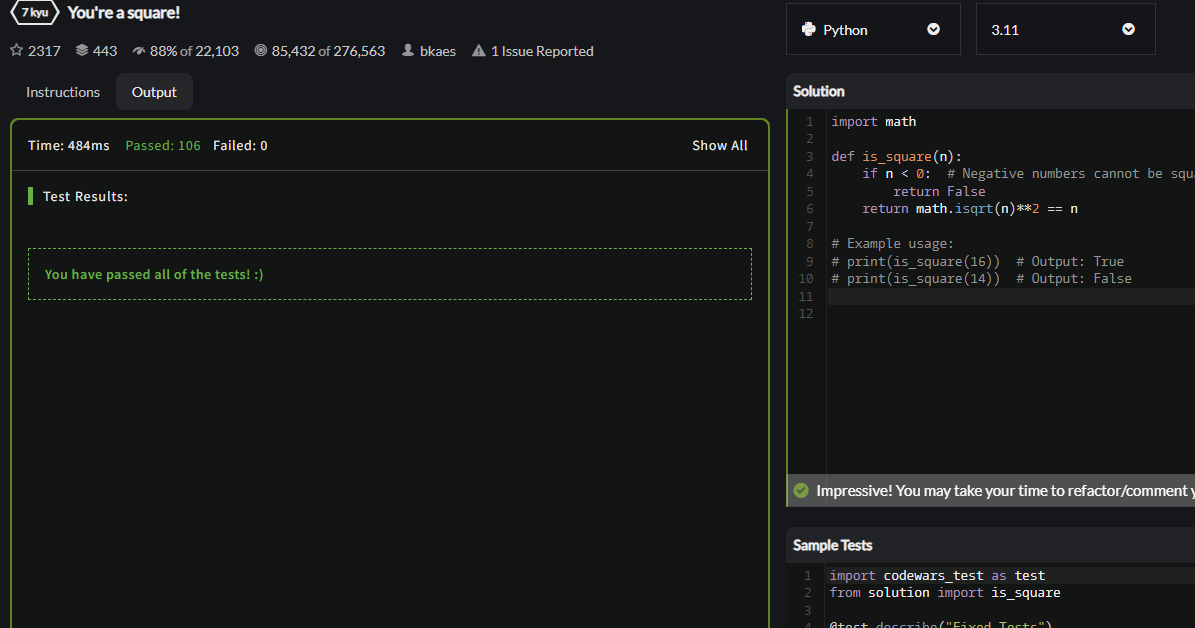 7 kyu You're a square!
2317 443 88% of 22,103 85,432 of 276,563 bkaes 1 Issue Reported
Instructions Output
Time: 484ms Passed: 106 Failed: 0 Show All
Test Results:
You have passed all of the tests! :)
Python 3.11
Solution
1 import math
2
3 def is_square(n):
4     if n < 0:  # Negative numbers cannot be squ
5         return False
6     return math.isqrt(n)**2 == n
7
8 # Example usage:
9 # print(is_square(16))  # Output: True
10 # print(is_square(14))  # Output: False
11
12
Impressive! You may take your time to refactor/comment y
Sample Tests
1 import codewars_test as test
2 from solution import is_square
3
4 @test.describe("Fixed Tests")